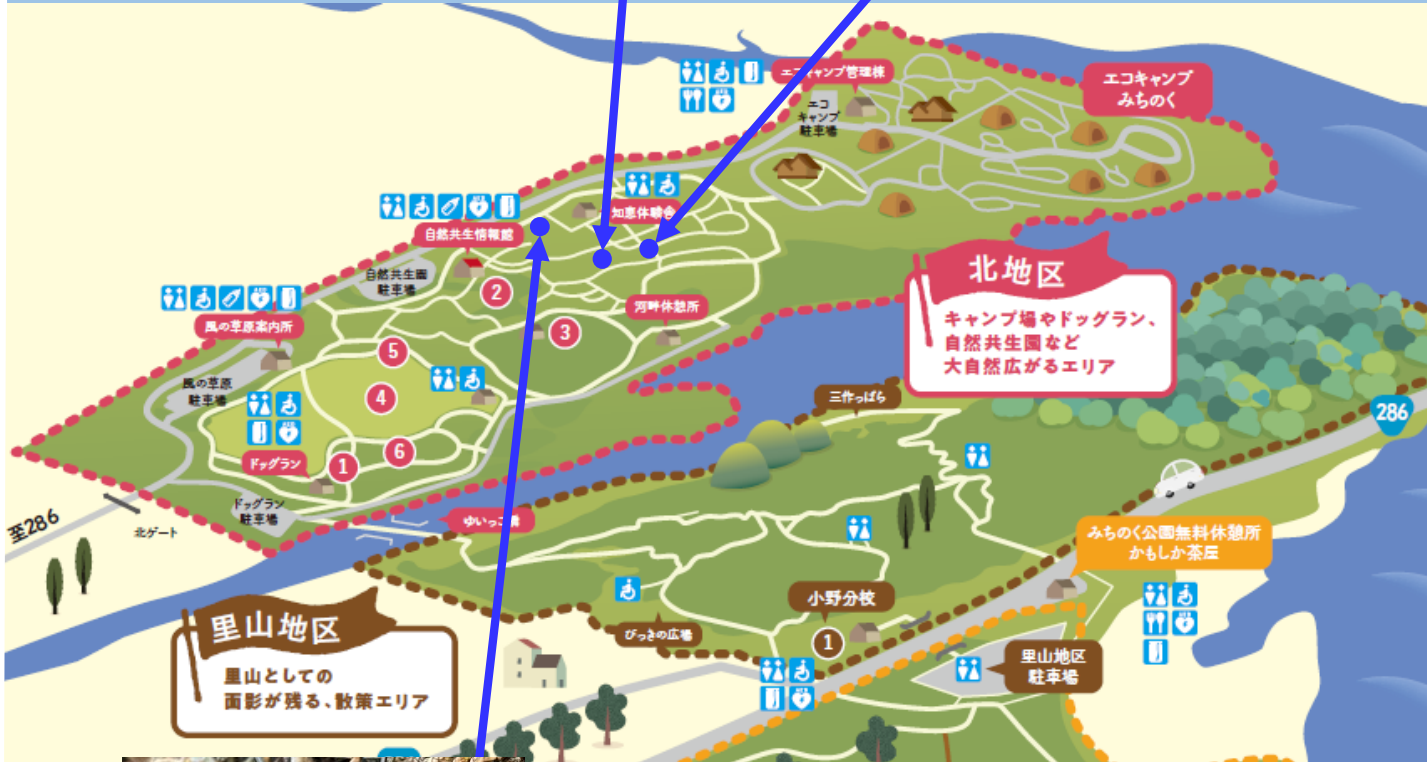 エコキャンプ管理棟
エコ
キャンプ
駐車場
エコキャンプ
みちのく
知恵体験舎
自然共生情報館
自然共生園
駐車場
2
河畔休憩所
3
風の草原案内所
5
風の草原
駐車場
4
6
ドッグラン
1
ドッグラン
駐車場
北地区
キャンプ場やドッグラン、
自然共生園など
大自然広がるエリア
286
三作っぱら
至286
北ゲート
ゆいっこ橋
みちのく公園無料休憩所
かもしか茶屋
小野分校
1
びっきの広場
里山地区
里山としての
面影が残る、散策エリア
里山地区
駐車場